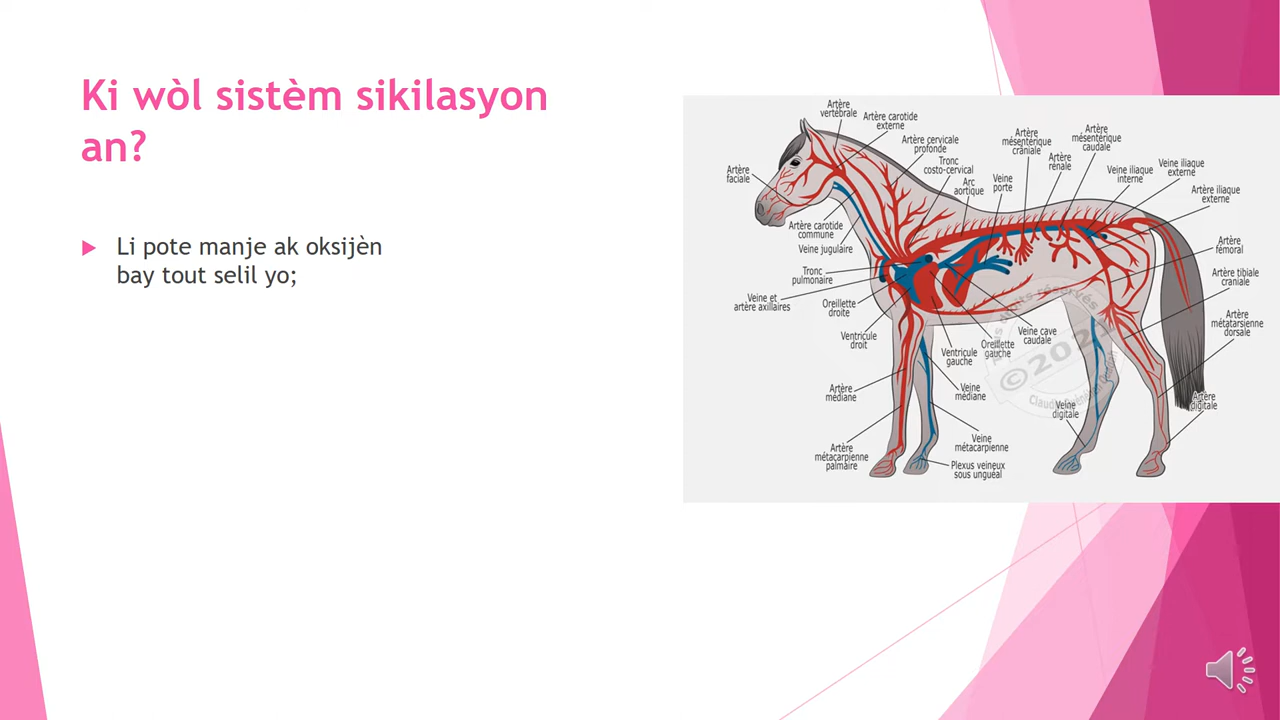 Ki wòl sistèm sikilasyon
an?
Li pote manje ak oksijèn
bay tout selil yo;
Artère
vertébrale
Artère carotide
externe
Artère cervicale
profonde
Tronc
costo-cervical
Arc
aortique
Veine
porte
Artère
mésentérique
crâniale
Artère
rénale
Artère
mésentérique
caudale
Veine iliaque
interne
Veine iliaque
externe
Artère iliaque
externe
Artère
fémoral
Artère tibiale
craniale
Artère
métatarsienne
dorsale
Artère
digitale
Artère
faciale
Artère carotide
commune
Veine jugulaire
Tronc
pulmonaire
Veine et
artère axillaires
Oreillette
droite
Ventricule
droit
Ventricule
gauche
Oreillette
gauche
Veine cave
caudale
Artère
médiane
Veine
médiane
Veine
digitale
Artère
métacarpienne
palmaire
Veine
métacarpienne
Plexus veineux
sous unguéal
droits réservés
©2021